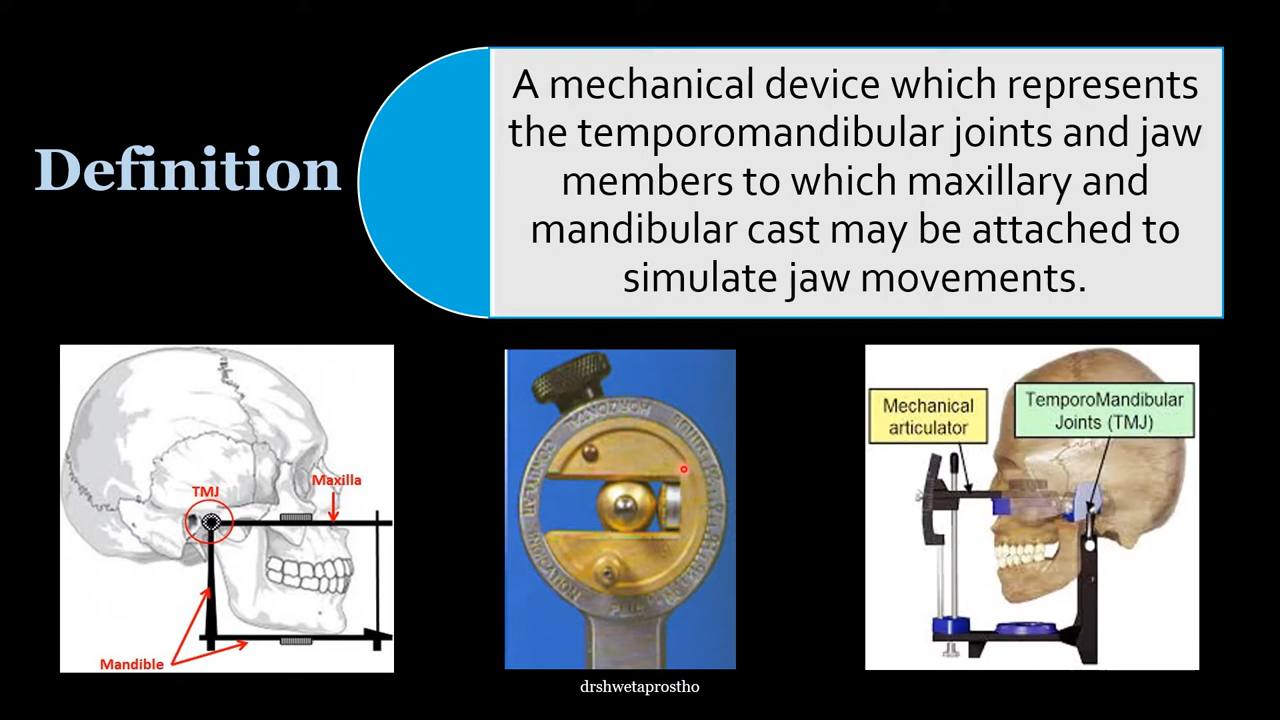 Definition
A mechanical device which represents
the temporomandibular joints and jaw
members to which maxillary and
mandibular cast may be attached to
simulate jaw movements.
TMJ
Maxilla
Mandible
Mechanical
articulator
TemporoMandibular
Joints (TMJ)
drshwetaprostho